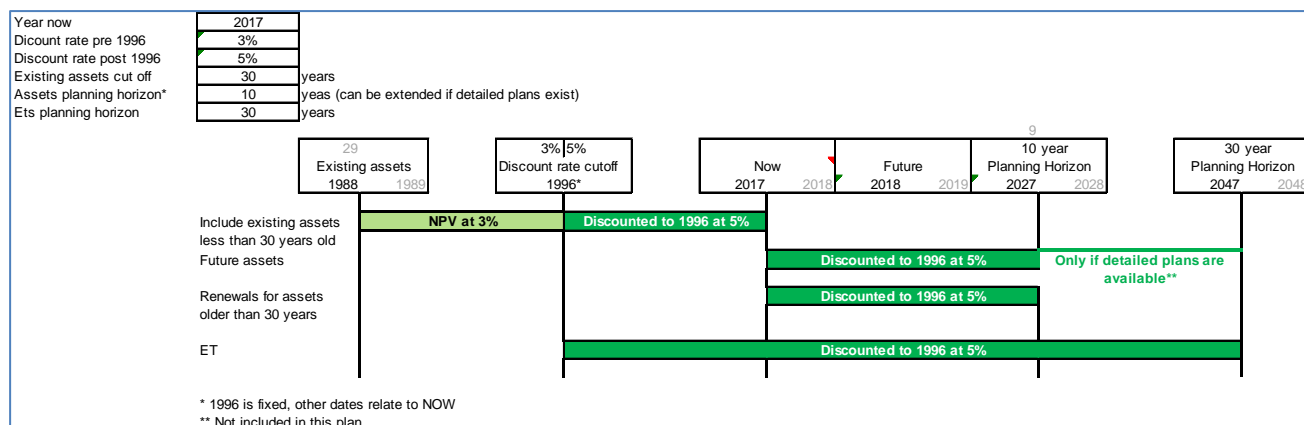 Year now 2017
Dicount rate pre 1996 3%
Discount rate post 1996 5%
Existing assets cut off 30 years
Assets planning horizon* 10 yeas (can be extended if detailed plans exist)
Ets planning horizon 30 years
9
29 3% 5% 10 year 30 year
Existing assets Discount rate cutoff Now Future Planning Horizon Planning Horizon
1988 1989 1996* 2017 2018 2018 2019 2027 2028 2047 2048
Include existing assets NPV at 3% Discounted to 1996 at 5%
less than 30 years old
Future assets Discounted to 1996 at 5% Only if detailed plans are
available**
Renewals for assets Discounted to 1996 at 5%
older than 30 years
ET Discounted to 1996 at 5%
* 1996 is fixed, other dates relate to NOW
** Not included in this plan